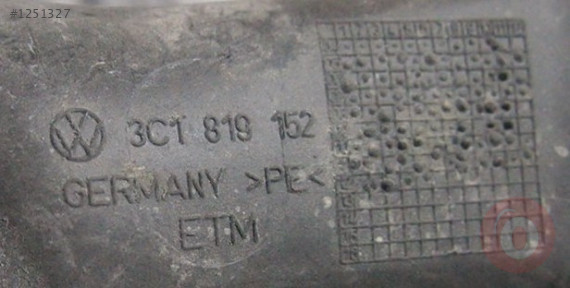 #1251327
3C1 819 152
GERMANY >PE<
ETM